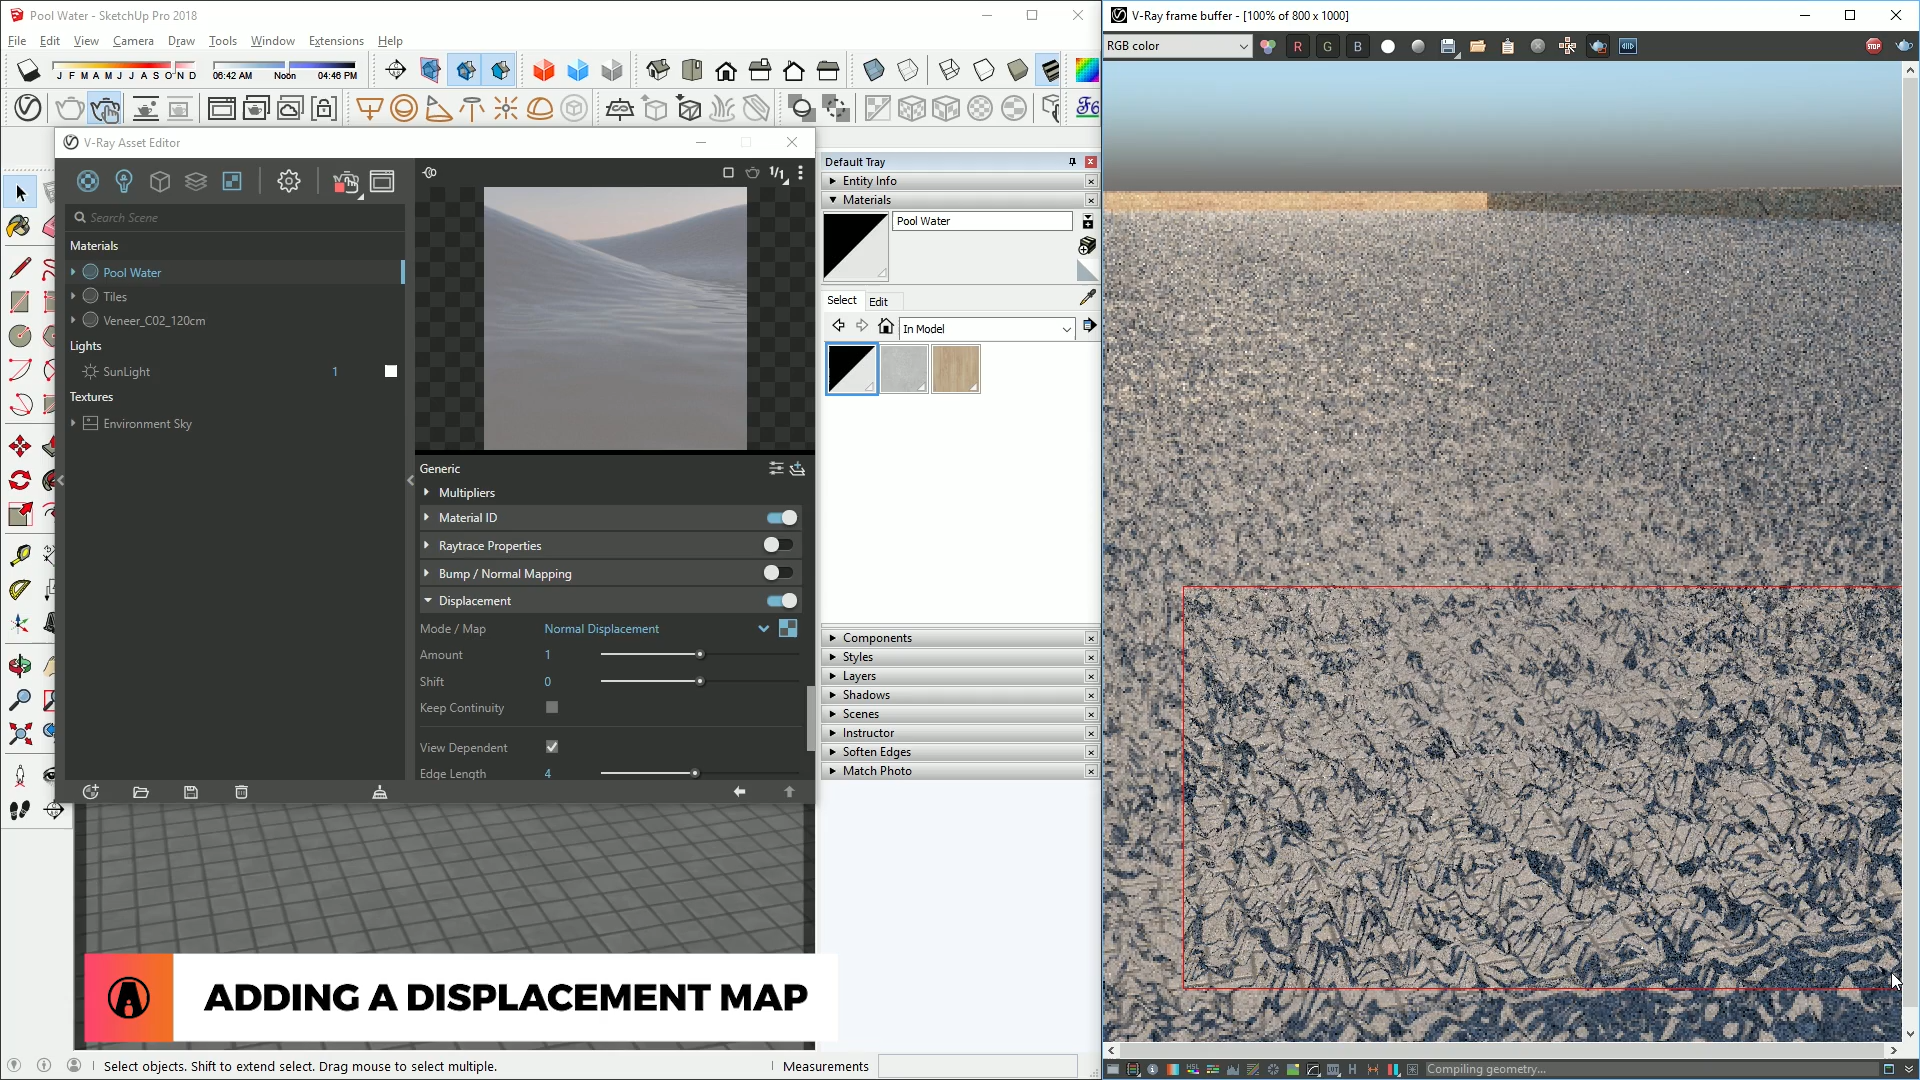 Pool Water - SketchUp Pro 2018
File Edit View Camera Draw Tools Window Extensions Help
J F M A M J J A S O N D
06:42 AM Noon 04:46 PM
V-Ray Asset Editor
1/1
Search Scene
Materials
Pool Water
Tiles
Veneer_C02_120cm
Lights
SunLight 1
Textures
Environment Sky
Generic
Multipliers
Material ID
Raytrace Properties
Bump / Normal Mapping
Displacement
Mode / Map Normal Displacement
Amount 1
Shift 0
Keep Continuity
View Dependent
Edge Length 4
Default Tray
Entity Info
Materials
Pool Water
Select Edit
In Model
Components
Styles
Layers
Shadows
Scenes
Instructor
Soften Edges
Match Photo
V-Ray frame buffer - [100% of 800 x 1000]
RGB color R G B
STOP
ADDING A DISPLACEMENT MAP
Select objects. Shift to extend select. Drag mouse to select multiple.
Measurements
Compiling geometry...